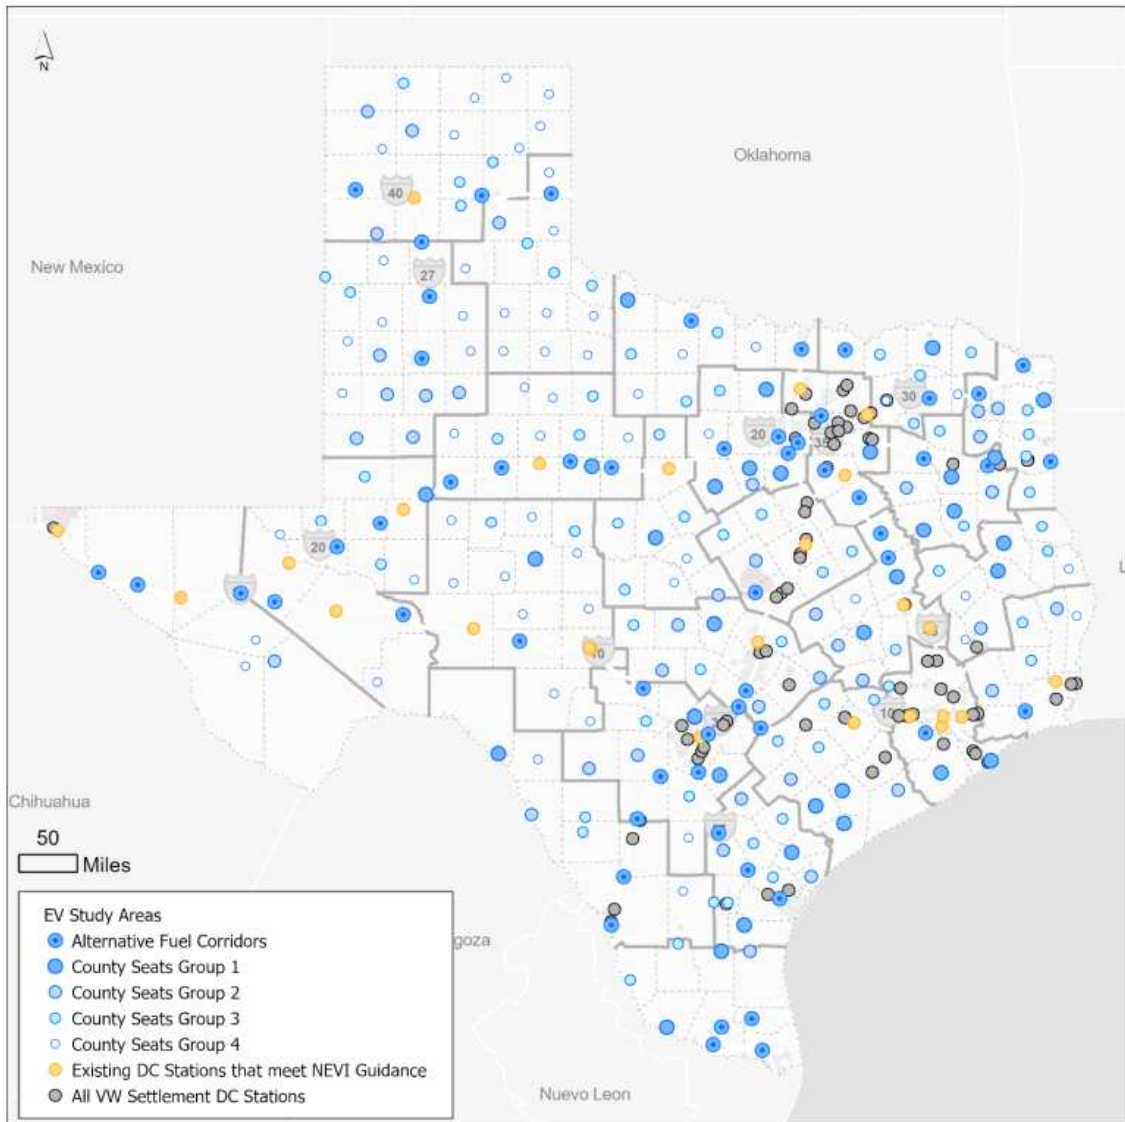 N
Oklahoma
40
New Mexico
27
30
20
35
20
10
10
Chihuahua
50
Miles
EV Study Areas
Alternative Fuel Corridors
County Seats Group 1
County Seats Group 2
County Seats Group 3
County Seats Group 4
Existing DC Stations that meet NEVI Guidance
All VW Settlement DC Stations
goza
Nuevo Leon